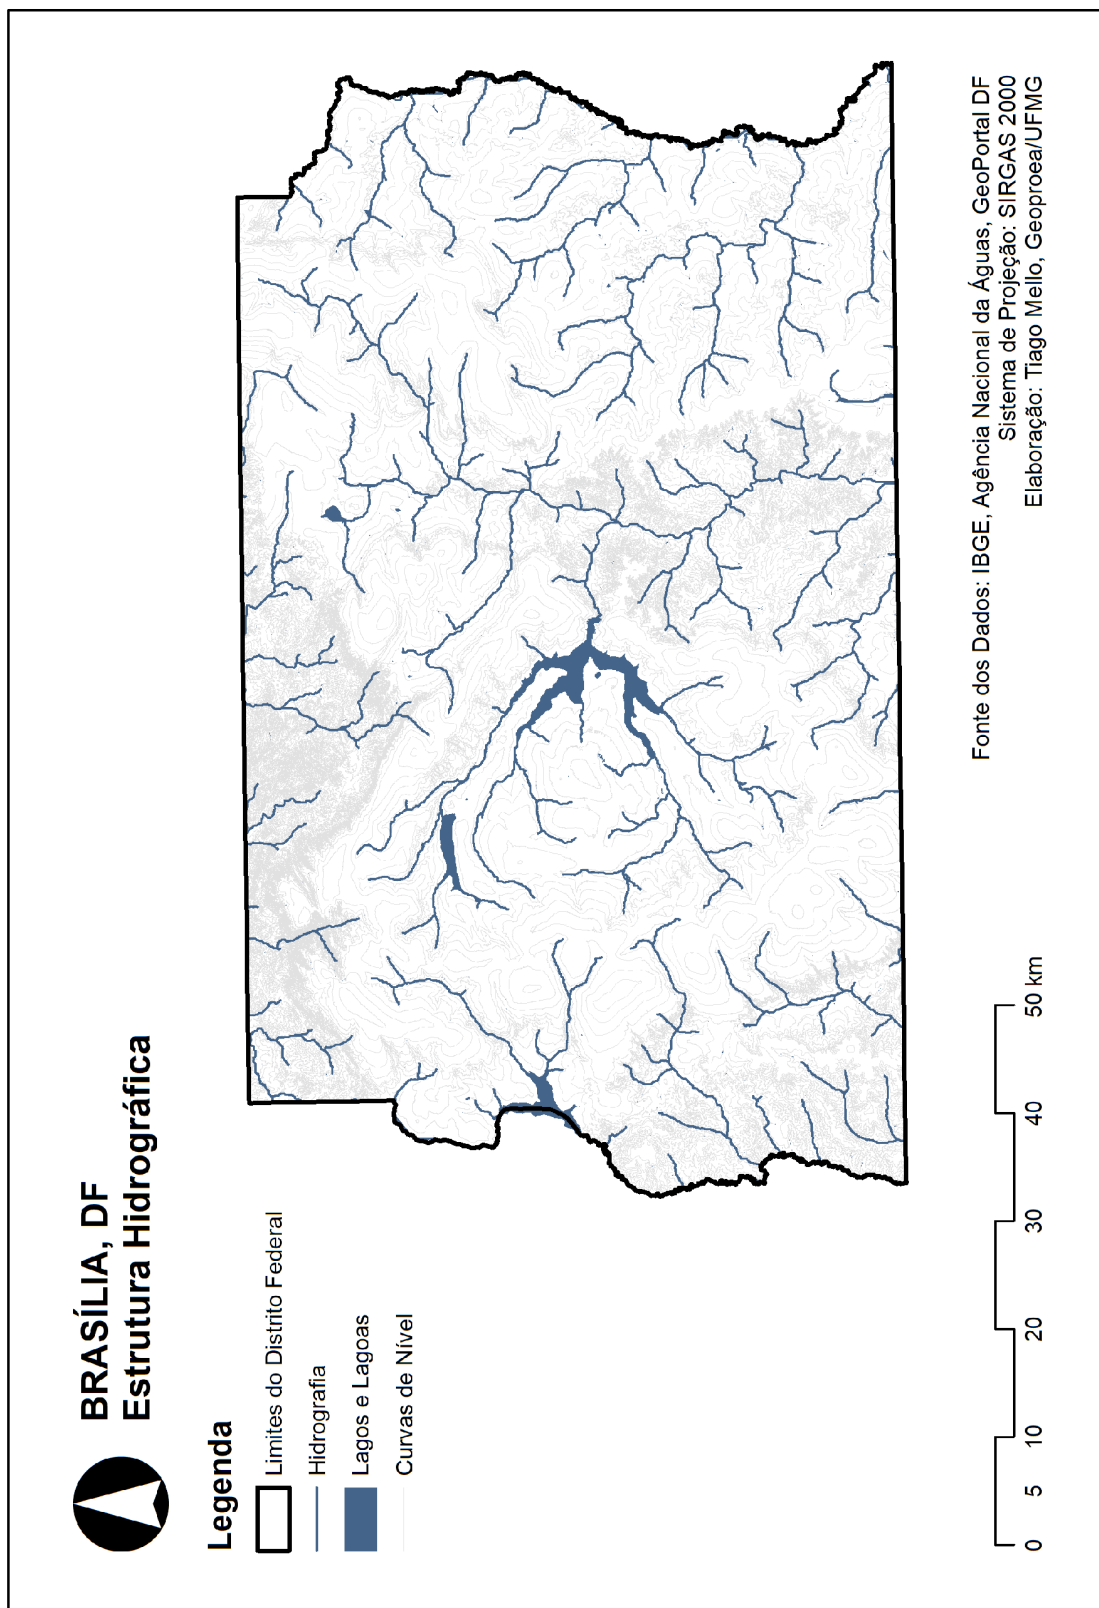 BRASÍLIA, DF
Estrutura Hidrográfica
Legenda
Limites do Distrito Federal
Hidrografia
Lagos e Lagoas
Curvas de Nível
0 5 10 20 30 40 50 km
Fonte dos Dados: IBGE, Agência Nacional da Águas, GeoPortal DF
Sistema de Projeção: SIRGAS 2000
Elaboração: Tiago Mello, Geoproea/UFMG